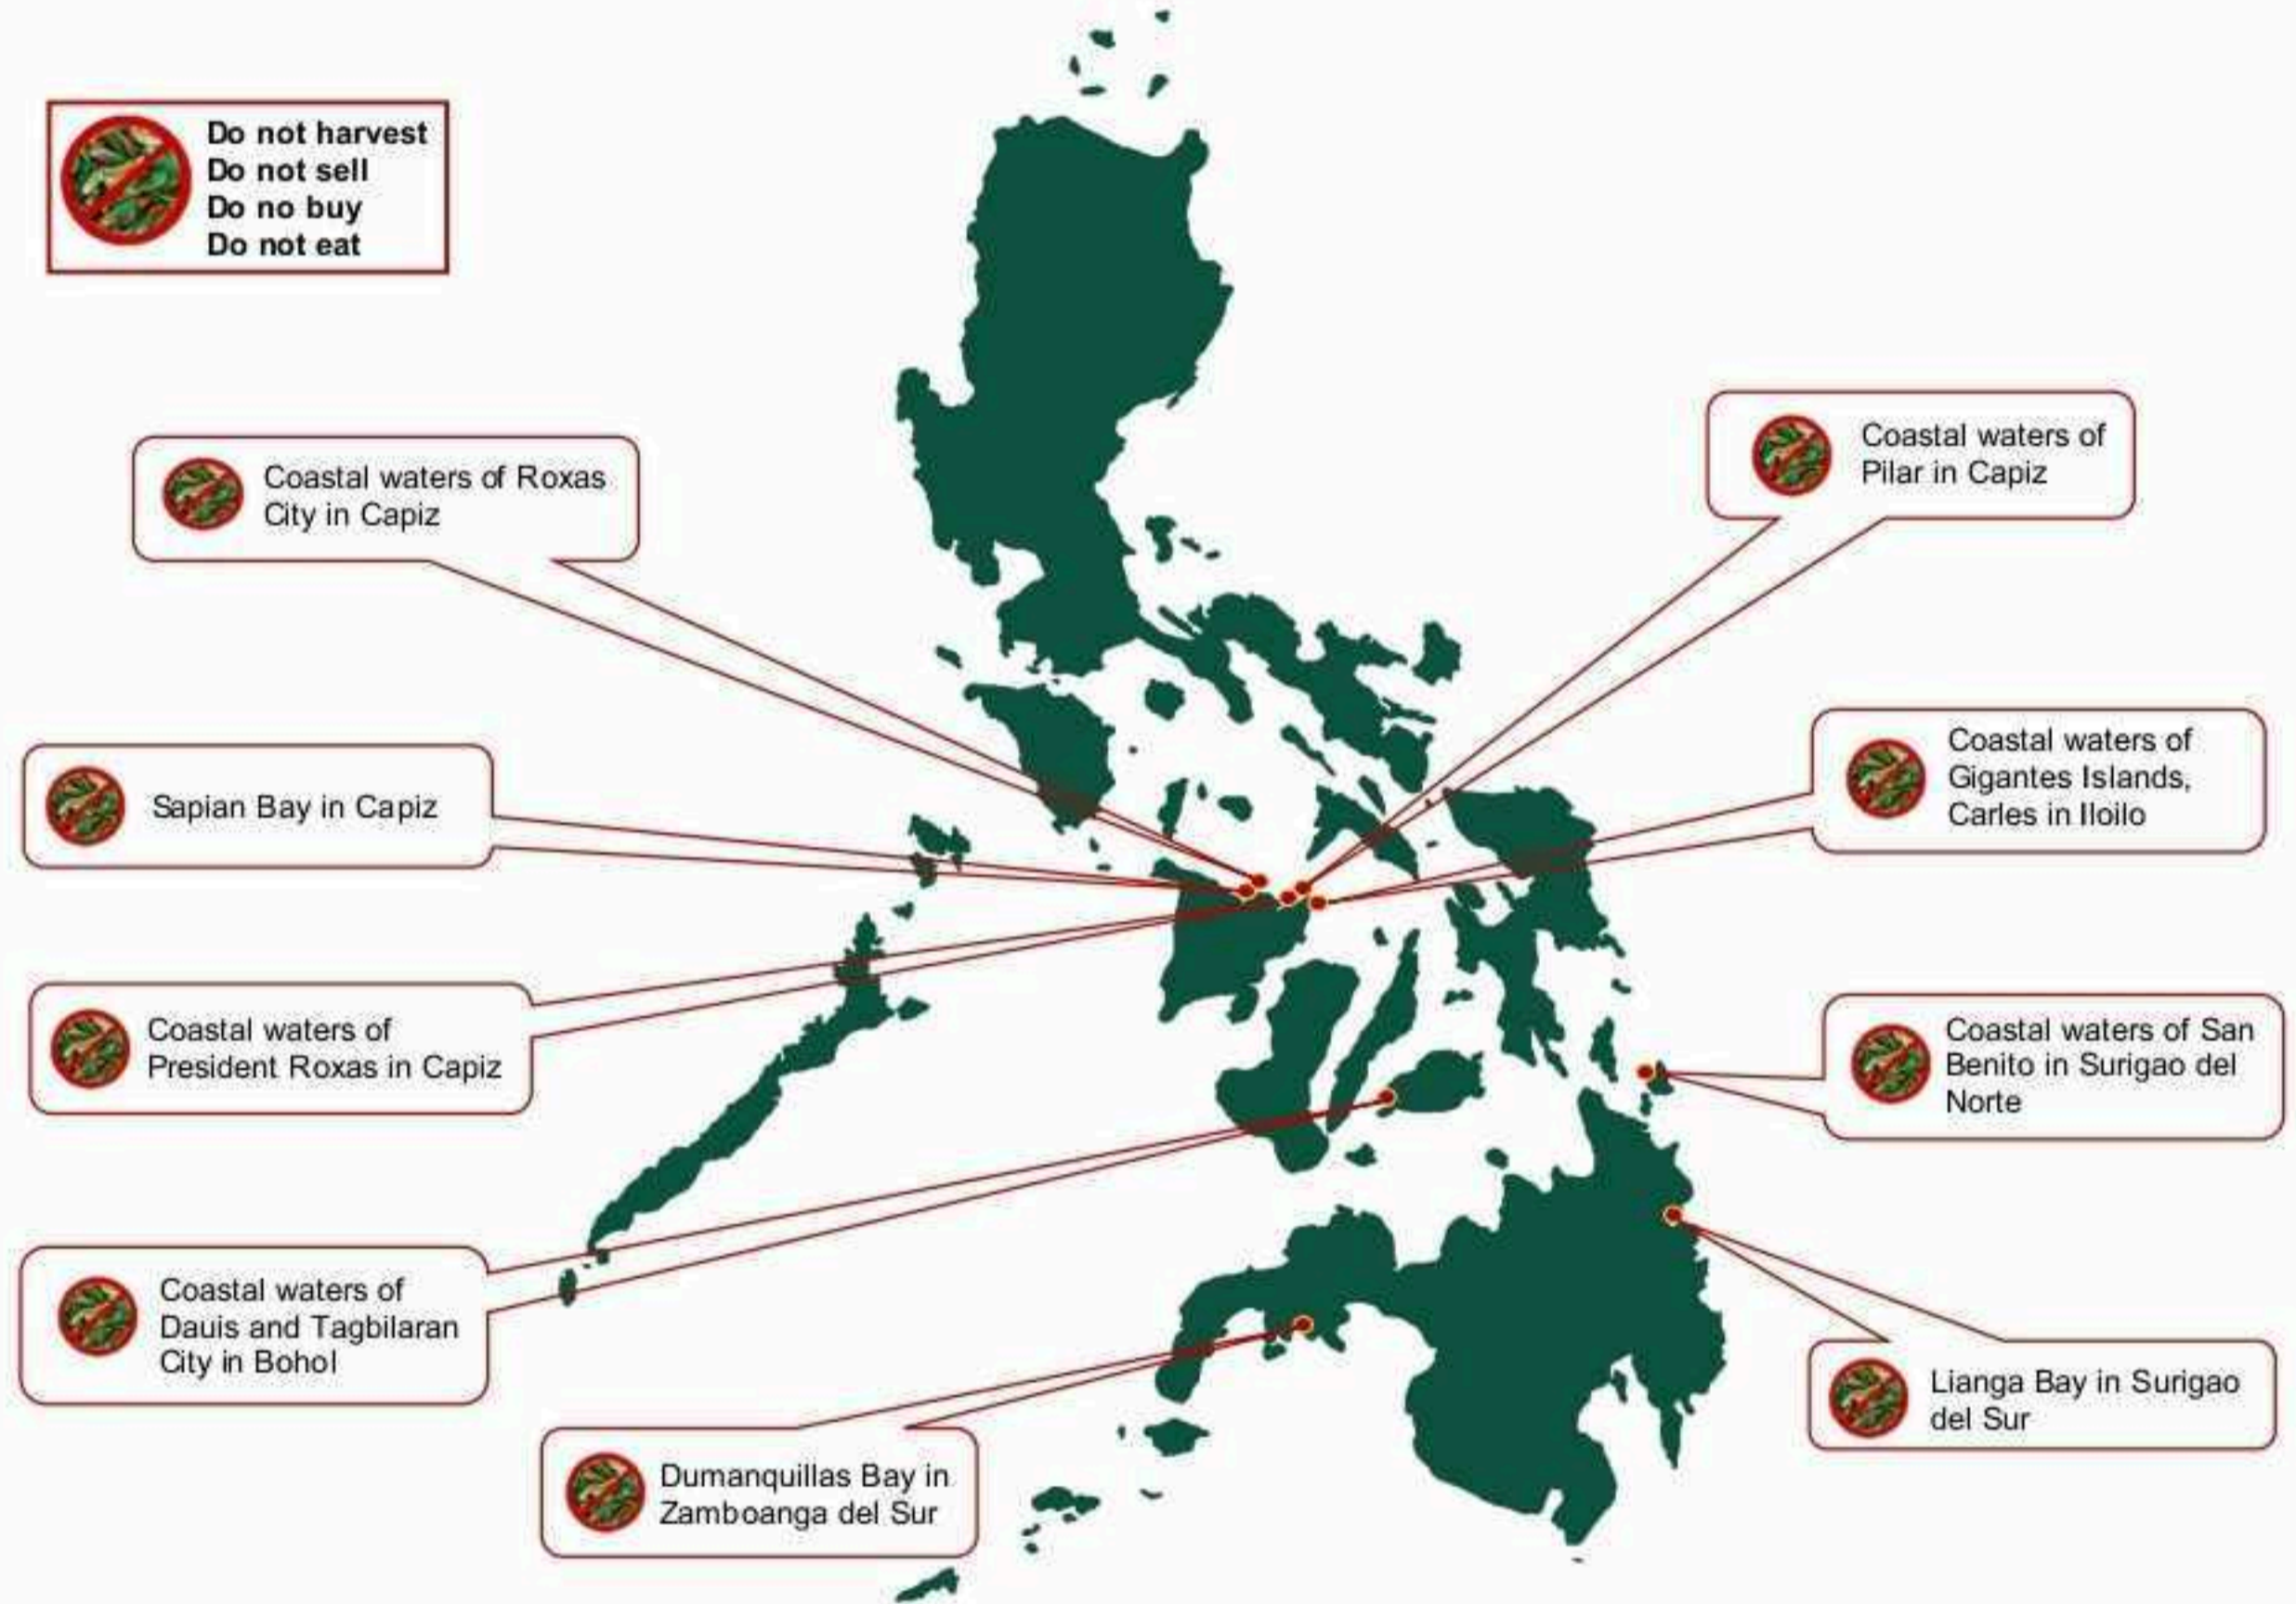 Do not harvest
Do not sell
Do no buy
Do not eat
Coastal waters of Roxas
City in Capiz
Sapian Bay in Capiz
Coastal waters of
President Roxas in Capiz
Coastal waters of
Dauis and Tagbilaran
City in Bohol
Dumanquillas Bay in
Zamboanga del Sur
Coastal waters of
Pilar in Capiz
Coastal waters of
Gigantes Islands,
Carles in Iloilo
Coastal waters of San
Benito in Surigao del
Norte
Lianga Bay in Surigao
del Sur